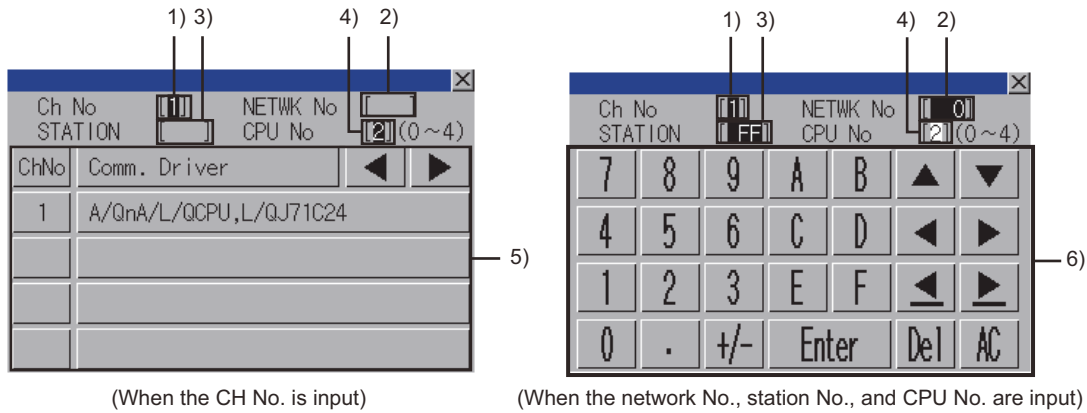 1) 3) 4) 2)
Ch No [1] NETWK No [ ]
STATION [ ] CPU No [2] (0~4)
ChNo Comm. Driver ◀ ▶
1 A/QnA/L/QCPU,L/QJ71C24
5)
(When the CH No. is input)
1) 3) 4) 2)
Ch No [1] NETWK No [ 0]
STATION [ FF] CPU No [2] (0~4)
7 8 9 A B ▲ ▼
4 5 6 C D ◀ ▶
1 2 3 E F ◀ ▶
0 . +/- Enter Del AC
6)
(When the network No., station No., and CPU No. are input)